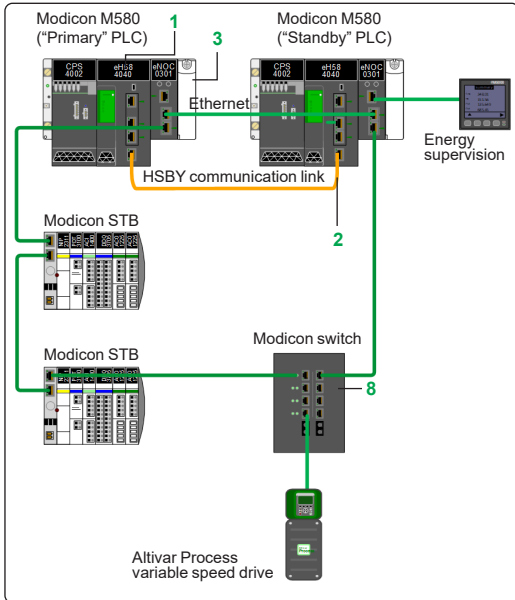 Modicon M580
("Primary" PLC)
1
3
Modicon M580
("Standby" PLC)
CPS
4002
eH58
4040
eNOC
0301
CPS
4002
eH58
4040
eNOC
0301
Ethernet
Energy
supervision
HSBY communication link
2
Modicon STB
Modicon STB
Modicon switch
8
Altivar Process
variable speed drive